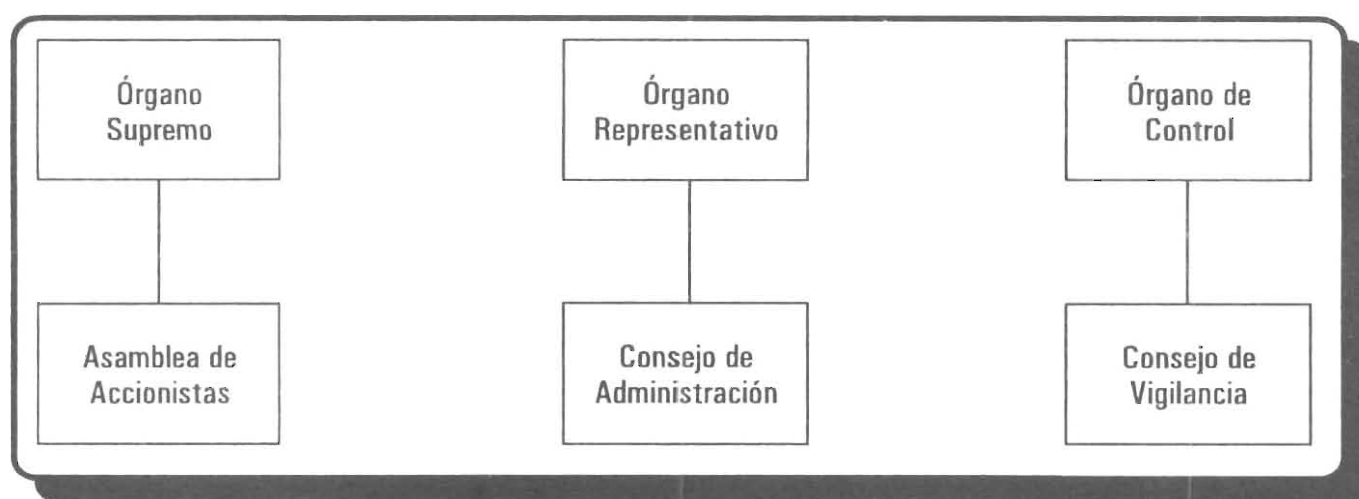 Órgano
Supremo
Órgano
Representativo
Órgano de
Control
Asamblea de
Accionistas
Consejo de
Administración
Consejo de
Vigilancia